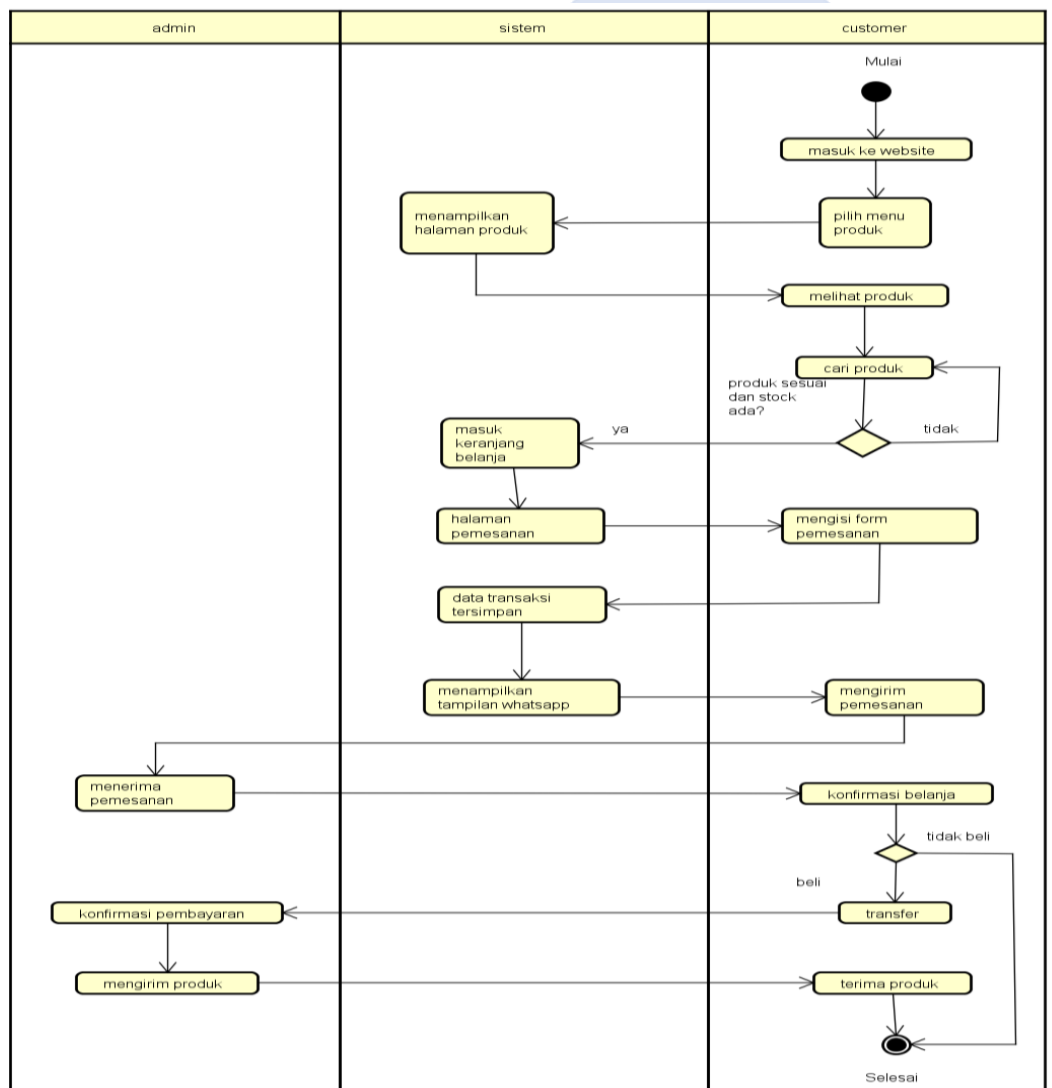 admin
sistem
customer
Mulai
masuk ke website
pilih menu
produk
menampilkan
halaman produk
melihat produk
cari produk
produk sesuai
dan stock
ada?
ya
tidak
masuk
keranjang
belanja
halaman
pemesanan
mengisi form
pemesanan
data transaksi
tersimpan
menampilkan
tampilan whatsapp
mengirim
pemesanan
menerima
pemesanan
konfirmasi belanja
tidak beli
beli
transfer
konfirmasi pembayaran
mengirim produk
terima produk
Selesai